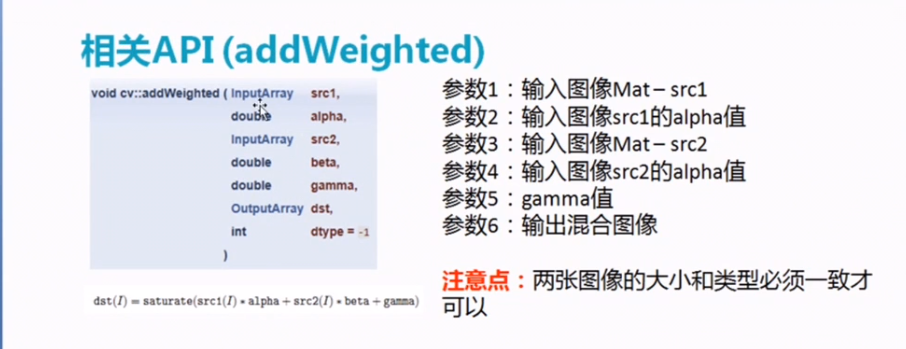 相关API (addWeighted)
void cv::addWeighted ( InputArray src1,
double alpha,
InputArray src2,
double beta,
double gamma,
OutputArray dst,
int dtype = -1
)
dst(I) = saturate(src1(I) * alpha + src2(I) * beta + gamma)
参数1：输入图像Mat – src1
参数2：输入图像src1的alpha值
参数3：输入图像Mat – src2
参数4：输入图像src2的alpha值
参数5：gamma值
参数6：输出混合图像
注意点：两张图像的大小和类型必须一致才
可以